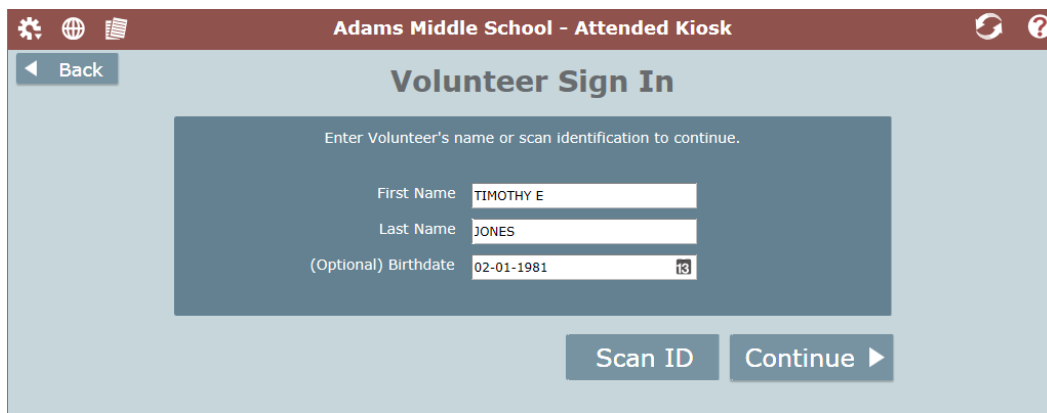 Adams Middle School - Attended Kiosk
Back
Volunteer Sign In
Enter Volunteer's name or scan identification to continue.
First Name TIMOTHY E
Last Name JONES
(Optional) Birthdate 02-01-1981 13
Scan ID Continue